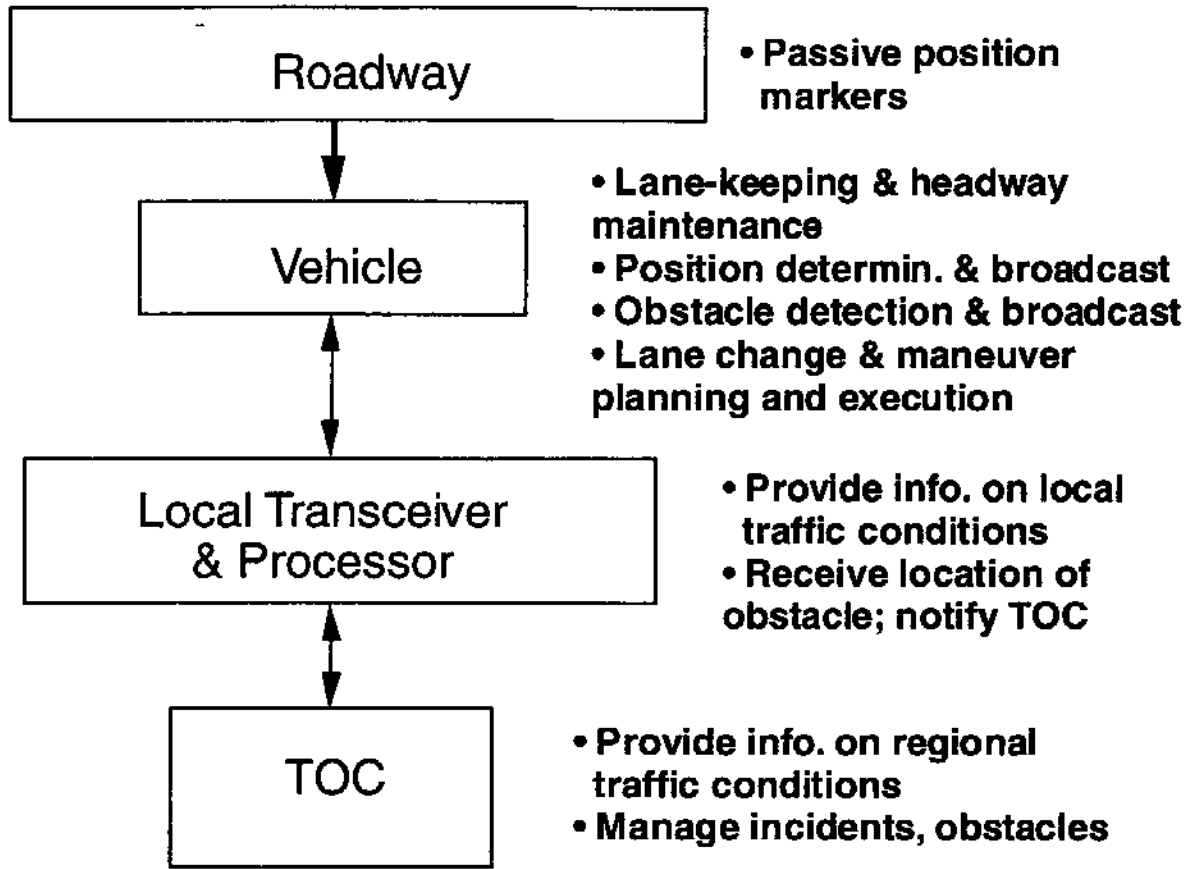 Roadway
• Passive position
markers
Vehicle
• Lane-keeping & headway
maintenance
• Position determin. & broadcast
• Obstacle detection & broadcast
• Lane change & maneuver
planning and execution
Local Transceiver
& Processor
• Provide info. on local
traffic conditions
• Receive location of
obstacle; notify TOC
TOC
• Provide info. on regional
traffic conditions
• Manage incidents, obstacles